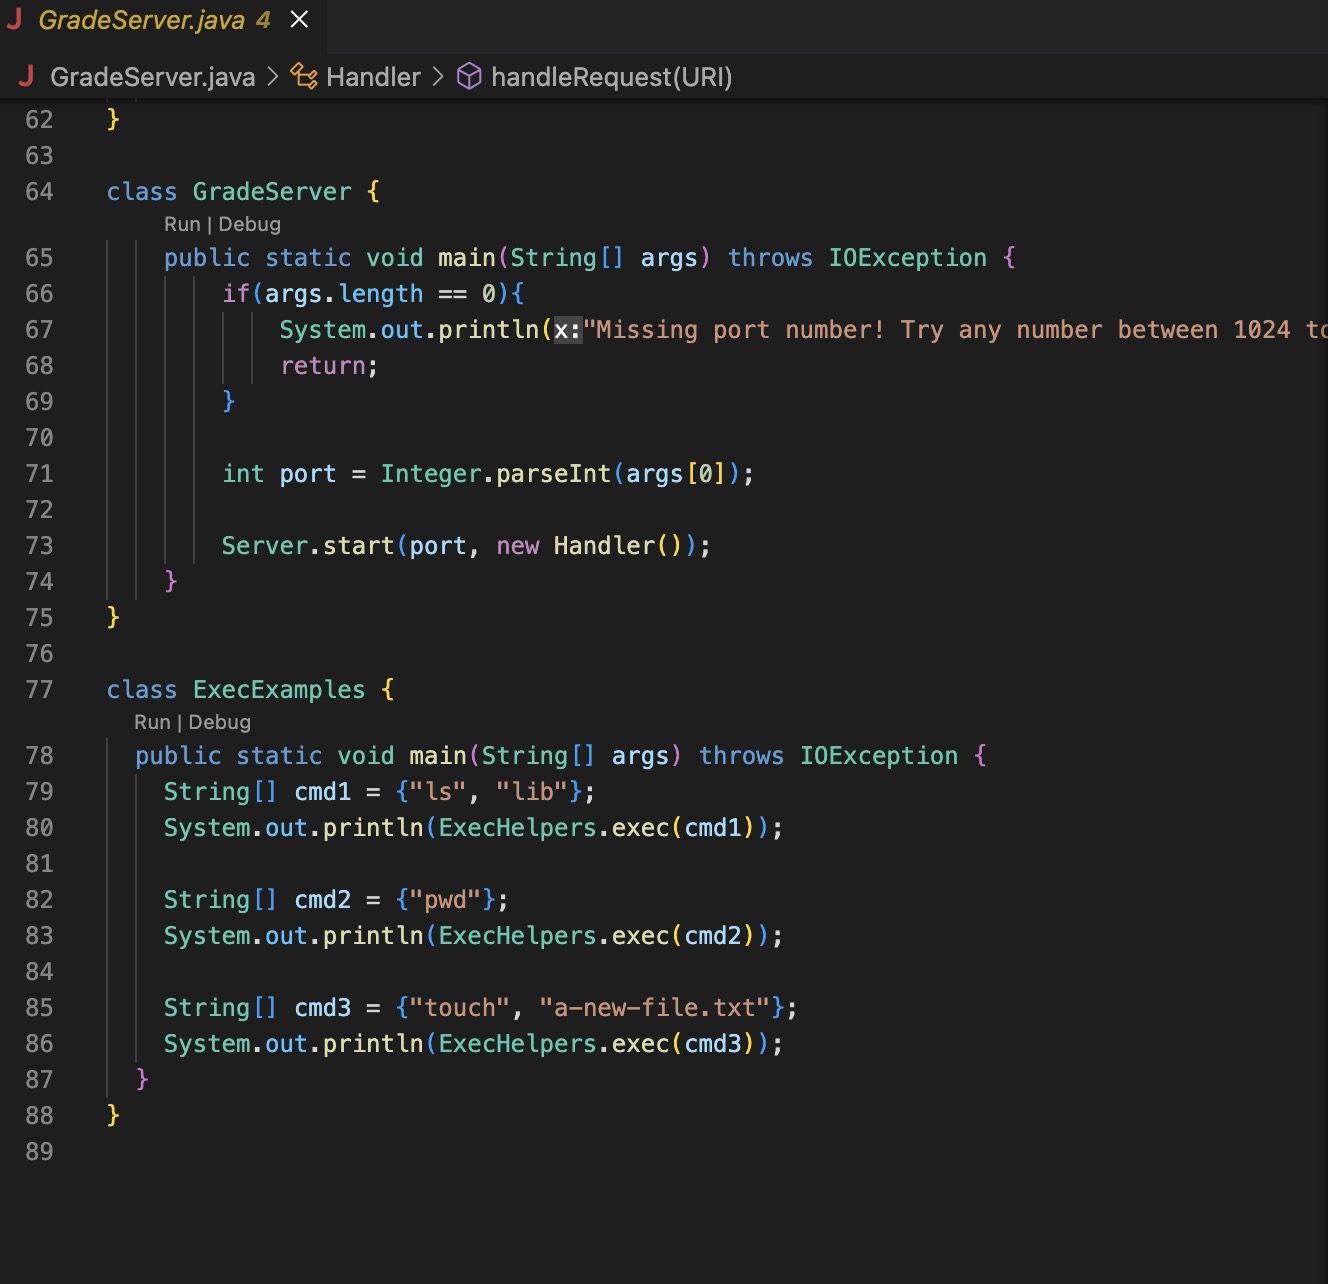 J GradeServer.java 4 ×
J GradeServer.java > Handler > handleRequest(URI)
62 }
63
64 class GradeServer {
Run | Debug
65 public static void main(String[] args) throws IOException {
66 if(args.length == 0){
67 System.out.println(x:"Missing port number! Try any number between 1024 to
68 return;
69 }
70
71 int port = Integer.parseInt(args[0]);
72
73 Server.start(port, new Handler());
74 }
75 }
76
77 class ExecExamples {
Run | Debug
78 public static void main(String[] args) throws IOException {
79 String[] cmd1 = {"ls", "lib"};
80 System.out.println(ExecHelpers.exec(cmd1));
81
82 String[] cmd2 = {"pwd"};
83 System.out.println(ExecHelpers.exec(cmd2));
84
85 String[] cmd3 = {"touch", "a-new-file.txt"};
86 System.out.println(ExecHelpers.exec(cmd3));
87 }
88 }
89